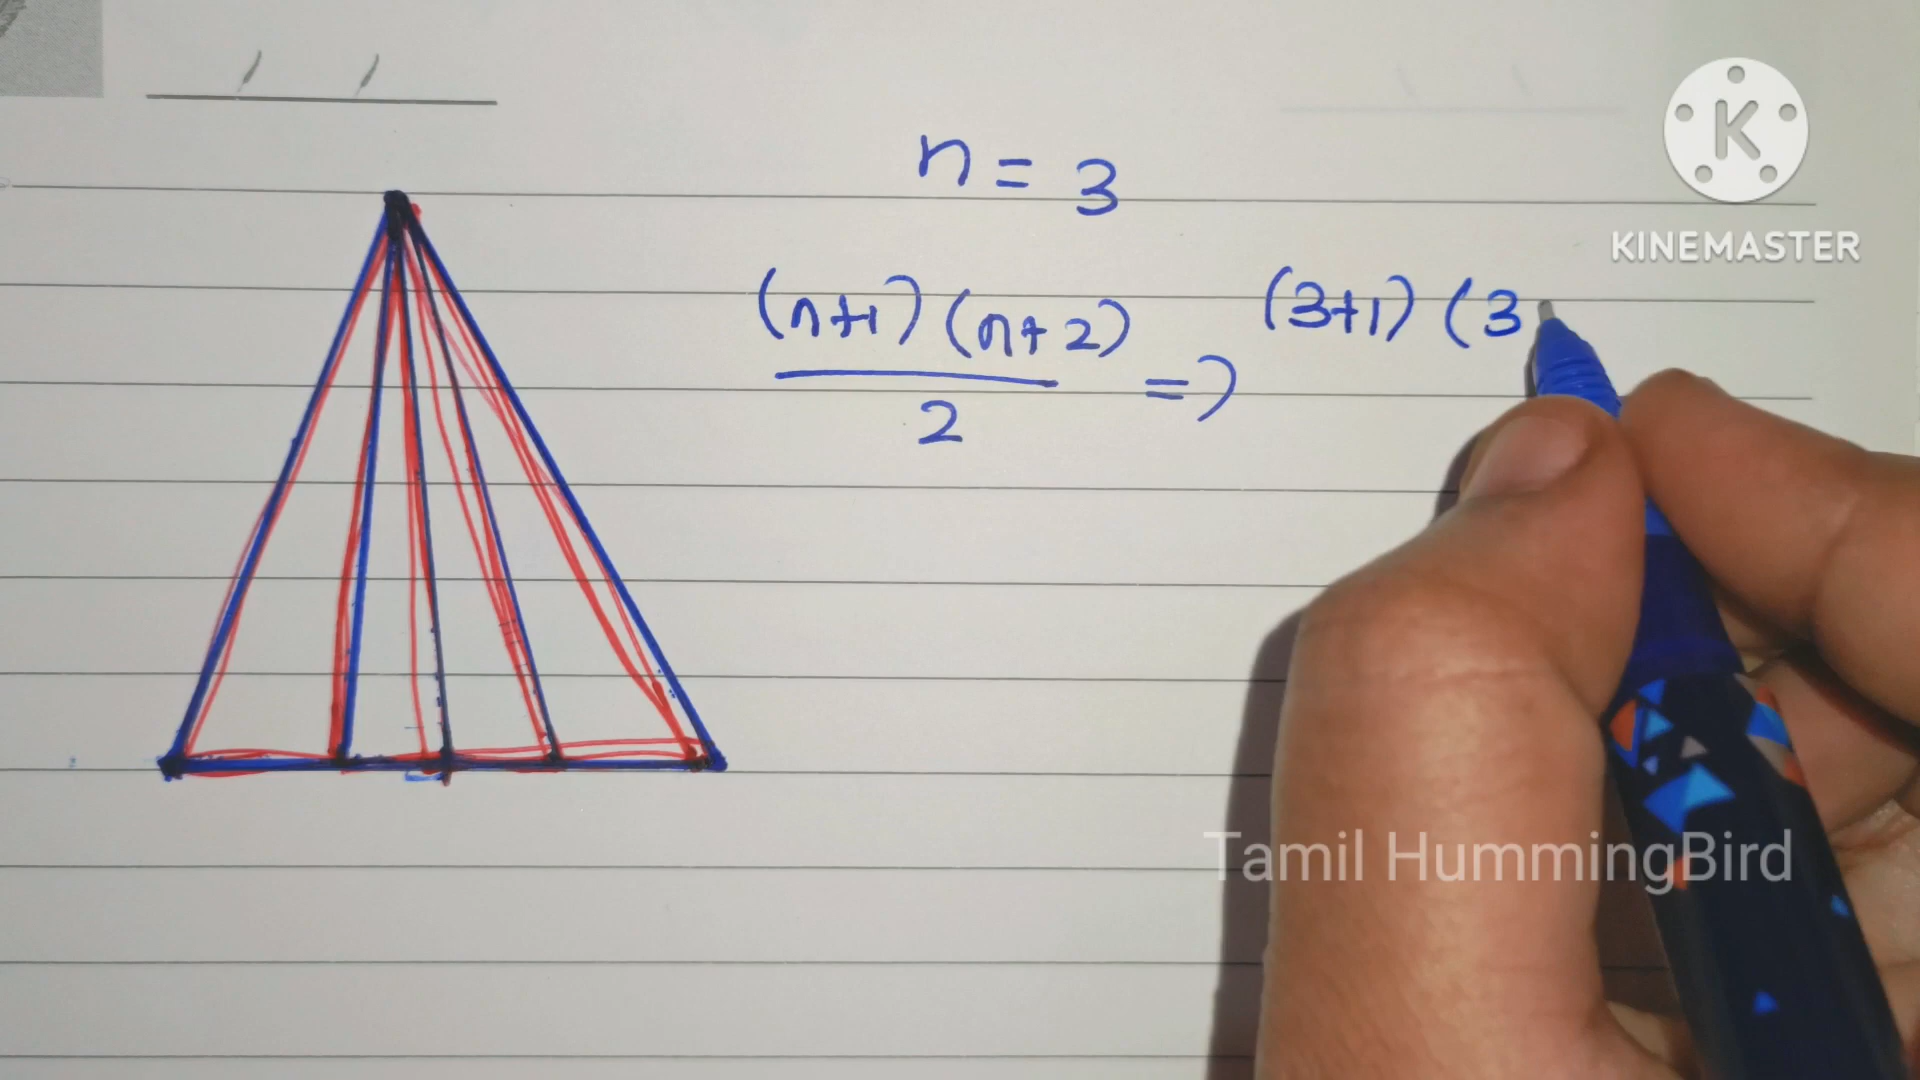 n = 3
K
KINEMASTER
(n+1) (n+2) (3+1) (3
=>
2
Tamil HummingBird